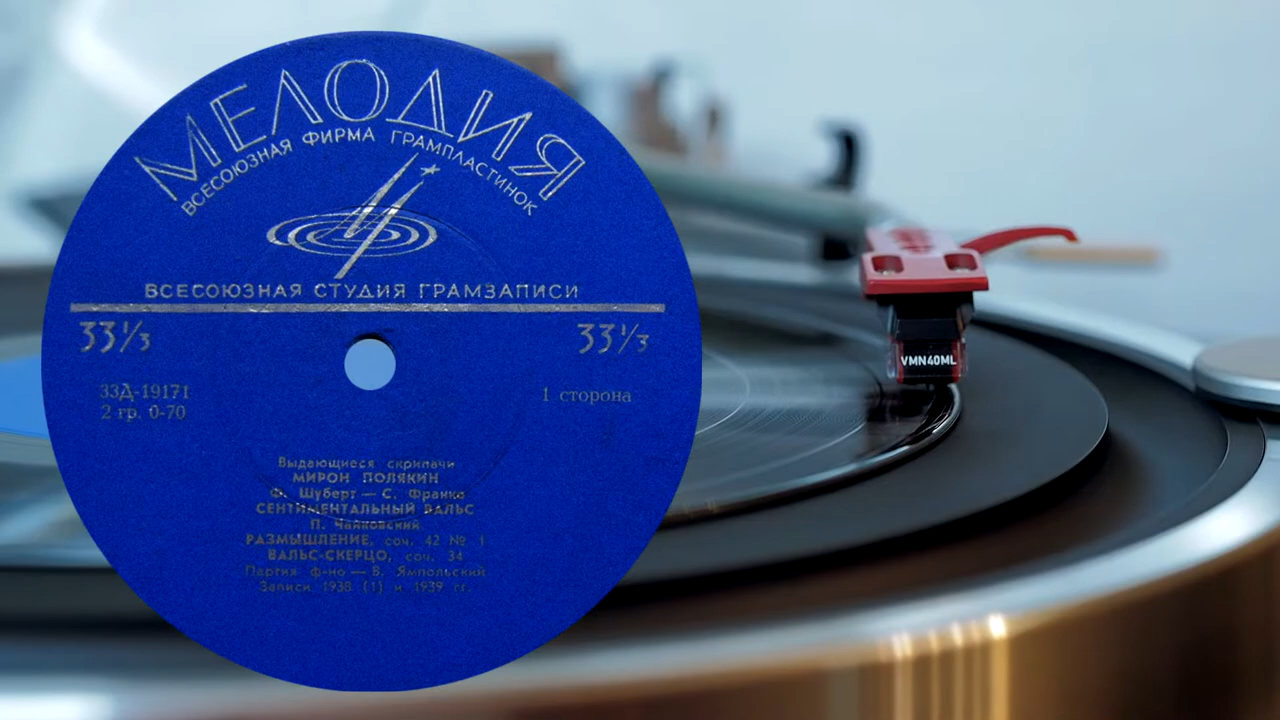 МЕЛОДИЯ
ВСЕСОЮЗНАЯ ФИРМА ГРАМПЛАСТИНОК
ВСЕСОЮЗНАЯ СТУДИЯ ГРАМЗАПИСИ
33⅓ 33⅓
33Д-19171
2 гр. 0-70
1 сторона
Выдающиеся скрипачи
МИРОН ПОЛЯКИН
Ф. Шуберт — С. Франко
СЕНТИМЕНТАЛЬНЫЙ ВАЛЬС
П. Чайковский
РАЗМЫШЛЕНИЕ, соч. 42 № 1
ВАЛЬС-СКЕРЦО, соч. 34
Партия ф-но — В. Ямпольский
Записи 1938 (1) и 1939 гг.
VMN40ML